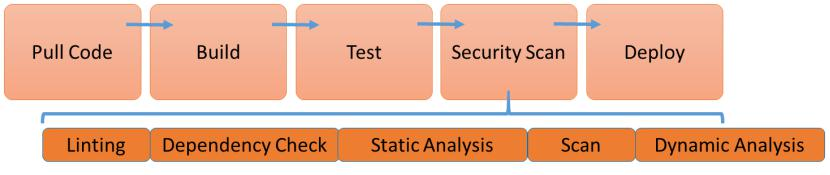 Pull Code
Build
Test
Security Scan
Deploy
Linting
Dependency Check
Static Analysis
Scan
Dynamic Analysis